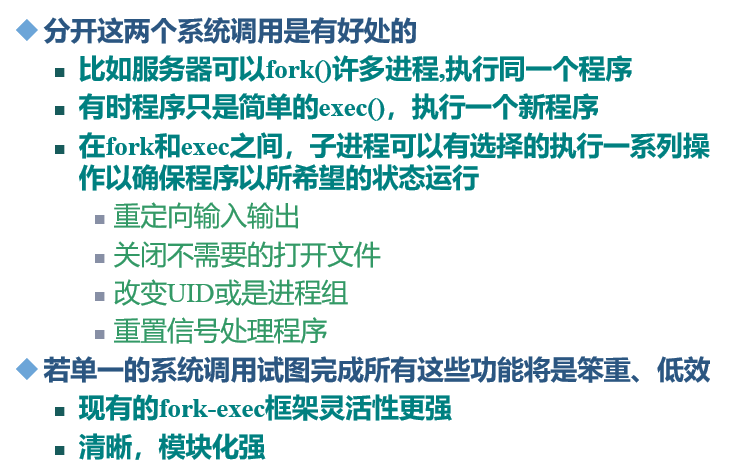 分开这两个系统调用是有好处的
比如服务器可以fork()许多进程,执行同一个程序
有时程序只是简单的exec()，执行一个新程序
在fork和exec之间，子进程可以有选择的执行一系列操
作以确保程序以所希望的状态运行
重定向输入输出
关闭不需要的打开文件
改变UID或是进程组
重置信号处理程序
若单一的系统调用试图完成所有这些功能将是笨重、低效
现有的fork-exec框架灵活性更强
清晰，模块化强